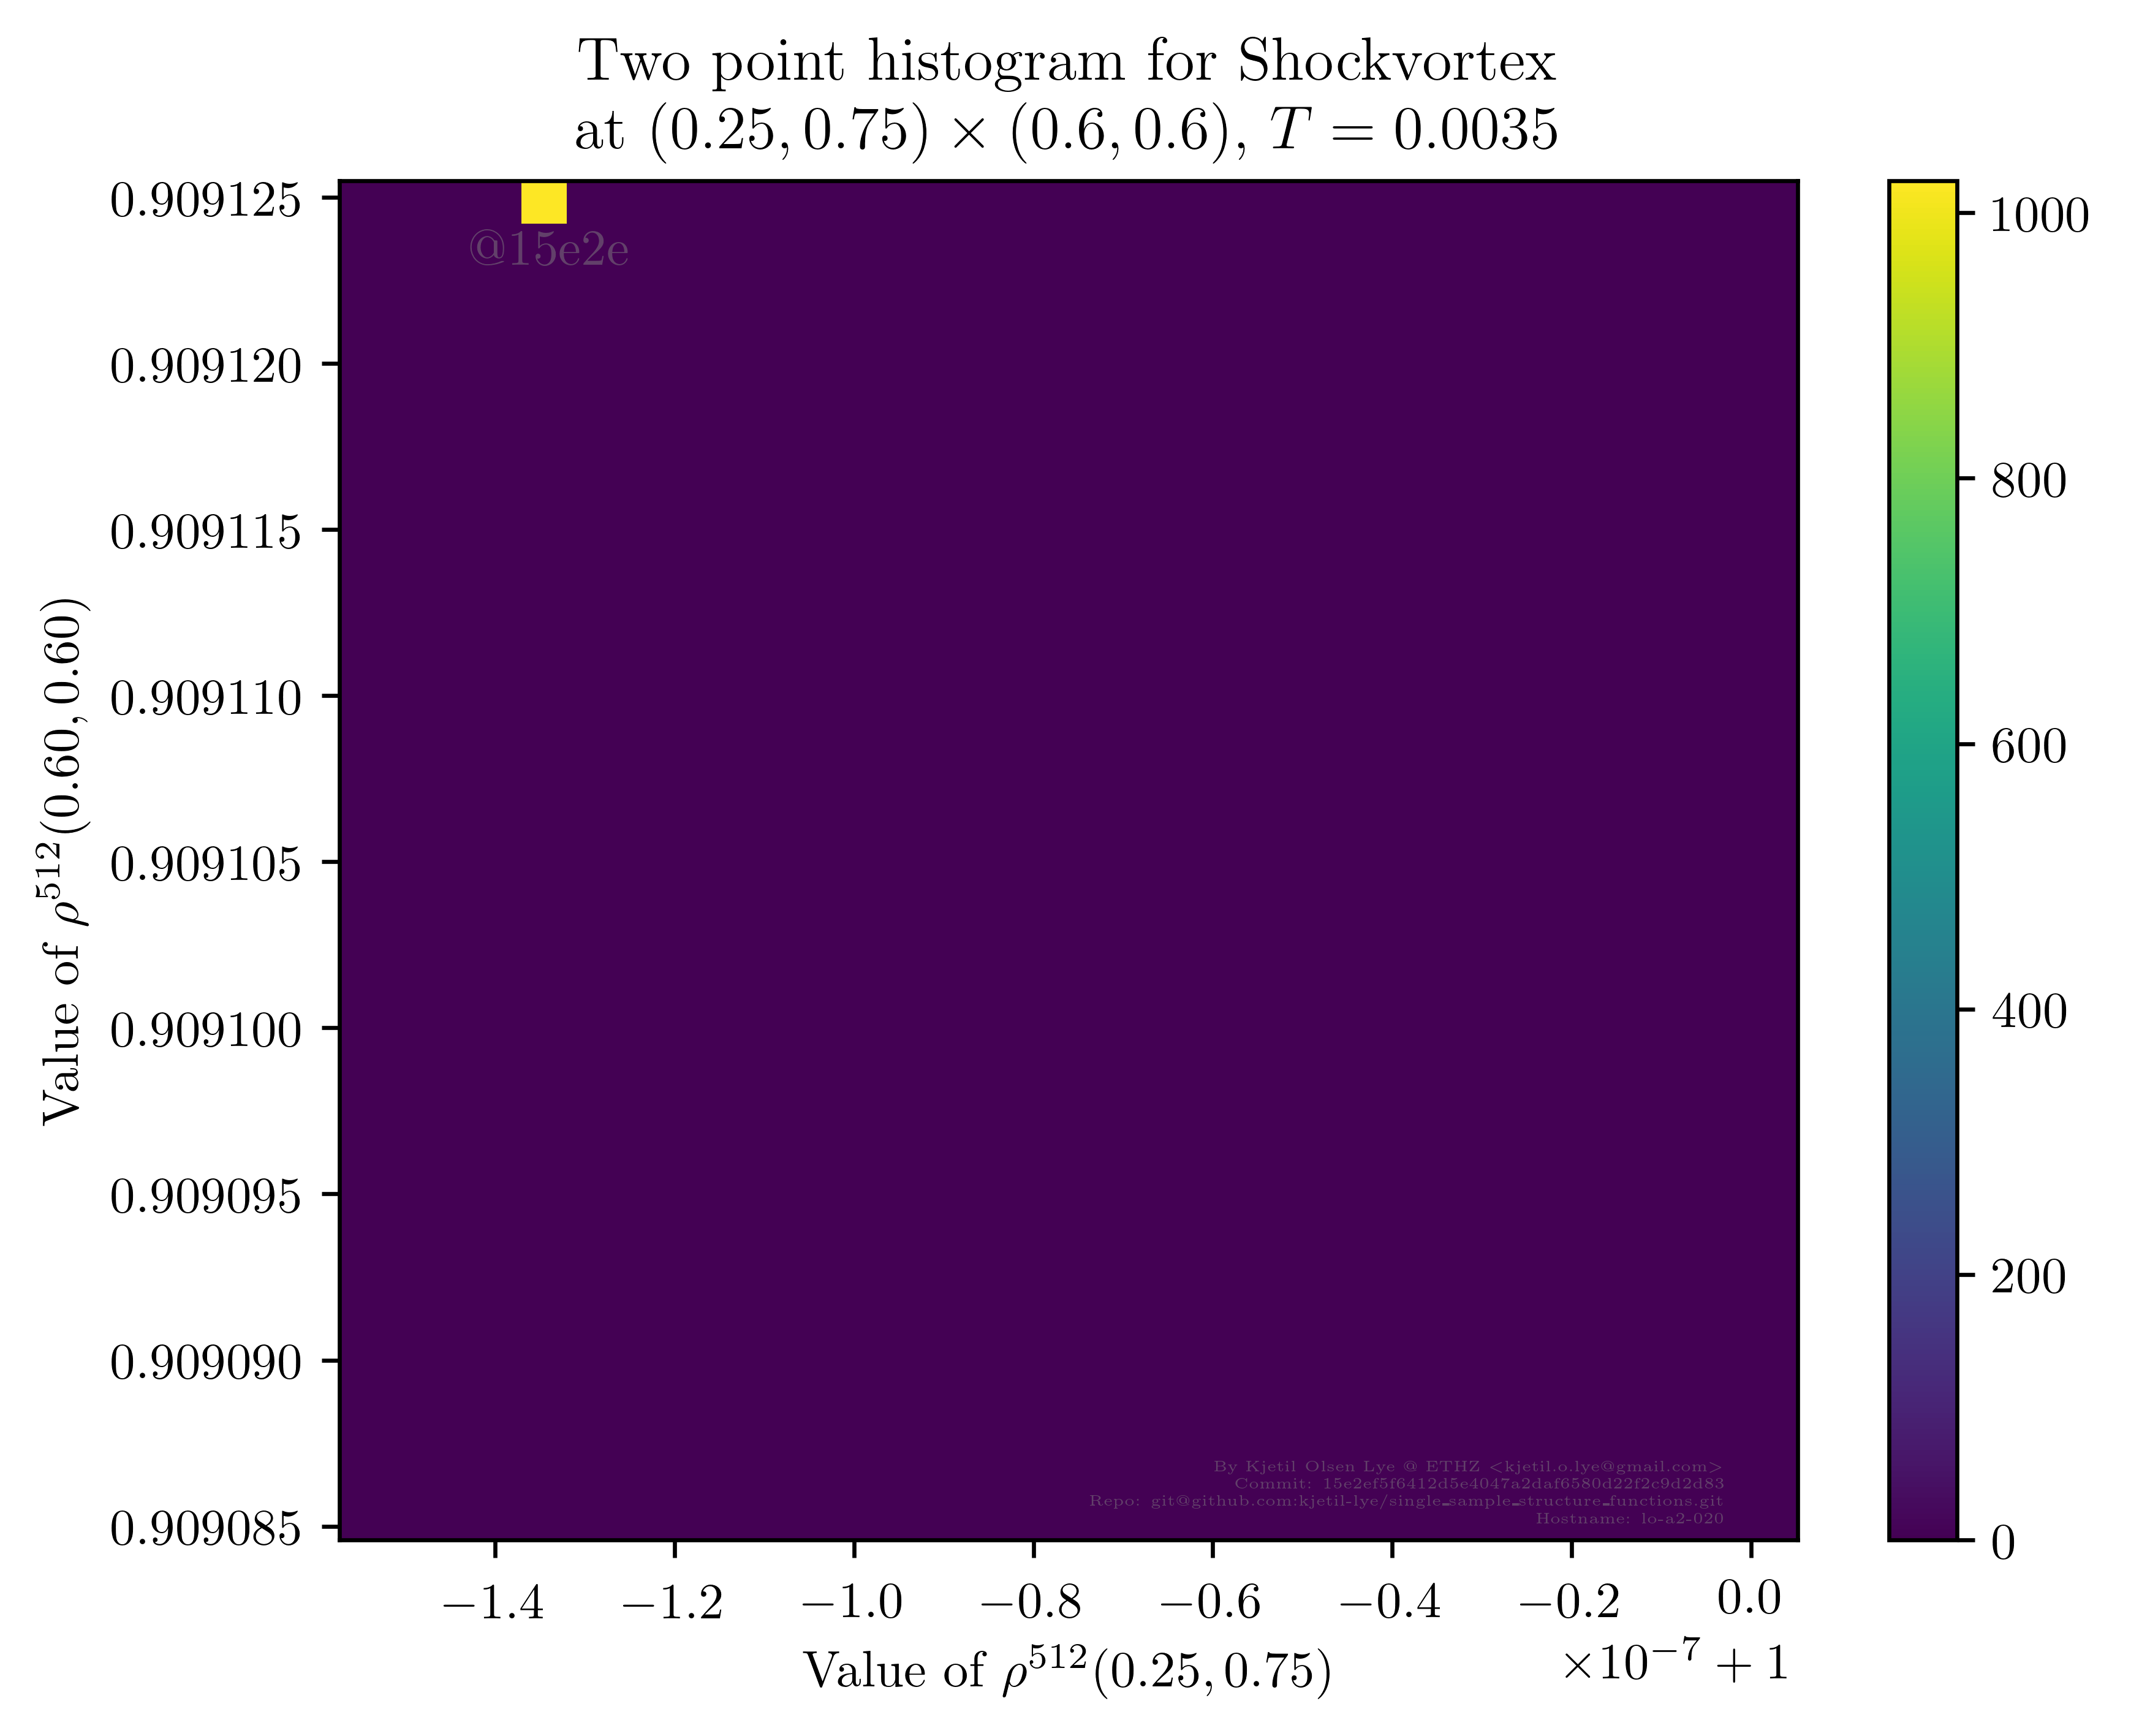 Two point histogram for Shockvortex
at (0.25, 0.75) × (0.6, 0.6), T = 0.0035
0.909125
0.909120
0.909115
0.909110
0.909105
0.909100
0.909095
0.909090
0.909085
Value of ρ^512(0.60, 0.60)
©15e2e
By Kjetil Olsen Lye @ ETHZ <kjetil.o.lye@gmail.com>
Commit: 15e2ef5f6412d5e4047a2daf6580d22f2c9d2d83
Repo: git@github.com:kjetil-lye/single_sample_structure_functions.git
Hostname: lo-a2-020
−1.4 −1.2 −1.0 −0.8 −0.6 −0.4 −0.2 0.0
×10^−7 + 1
Value of ρ^512(0.25, 0.75)
1000
800
600
400
200
0